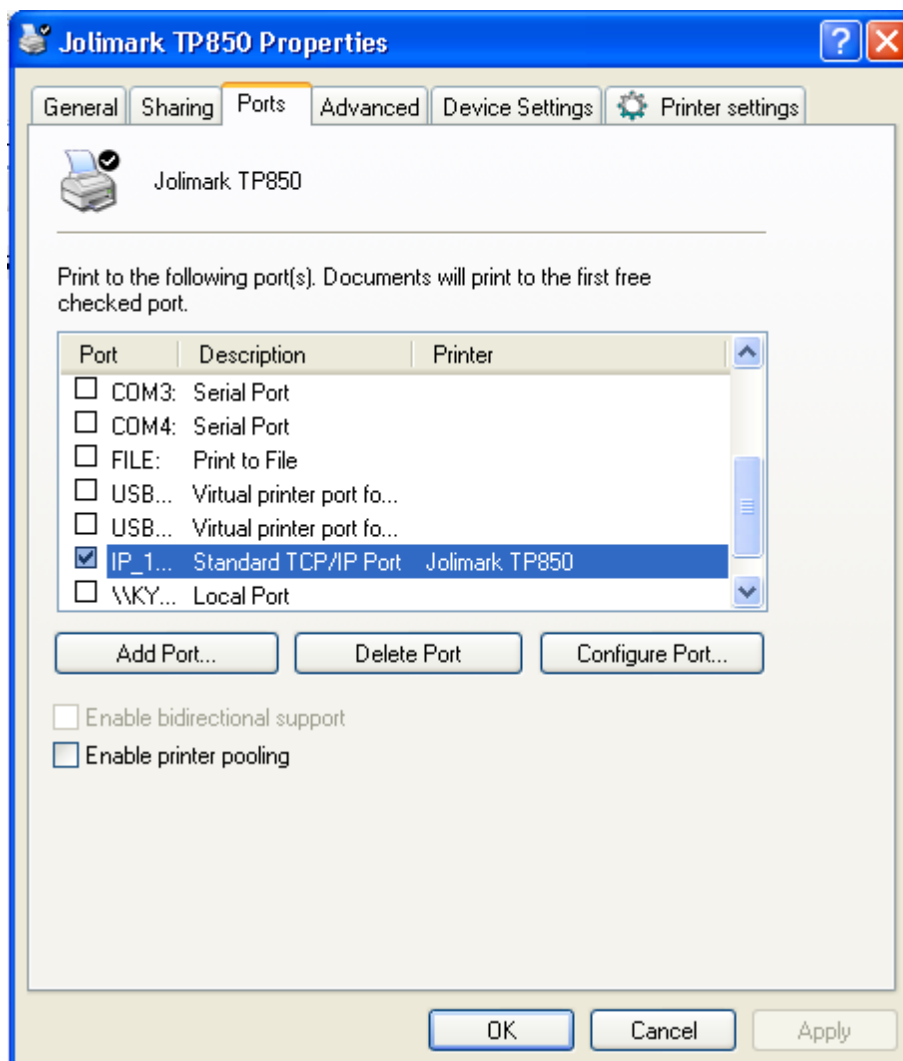 Jolimark TP850 Properties
General Sharing Ports Advanced Device Settings Printer settings
Jolimark TP850
Print to the following port(s). Documents will print to the first free
checked port.
Port Description Printer
COM3: Serial Port
COM4: Serial Port
FILE: Print to File
USB... Virtual printer port fo...
USB... Virtual printer port fo...
IP_1... Standard TCP/IP Port Jolimark TP850
\\KY... Local Port
Add Port... Delete Port Configure Port...
Enable bidirectional support
Enable printer pooling
OK Cancel Apply